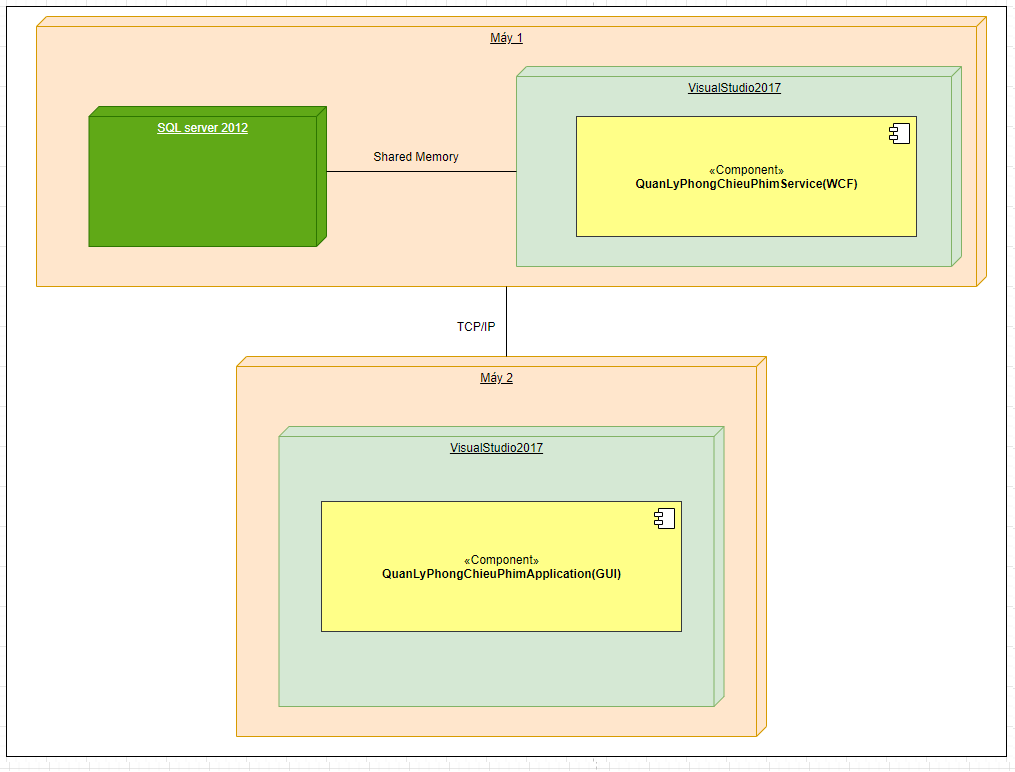 Máy 1
VisualStudio2017
SQL server 2012
Shared Memory
«Component»
QuanLyPhongChieuPhimService(WCF)
TCP/IP
Máy 2
VisualStudio2017
«Component»
QuanLyPhongChieuPhimApplication(GUI)